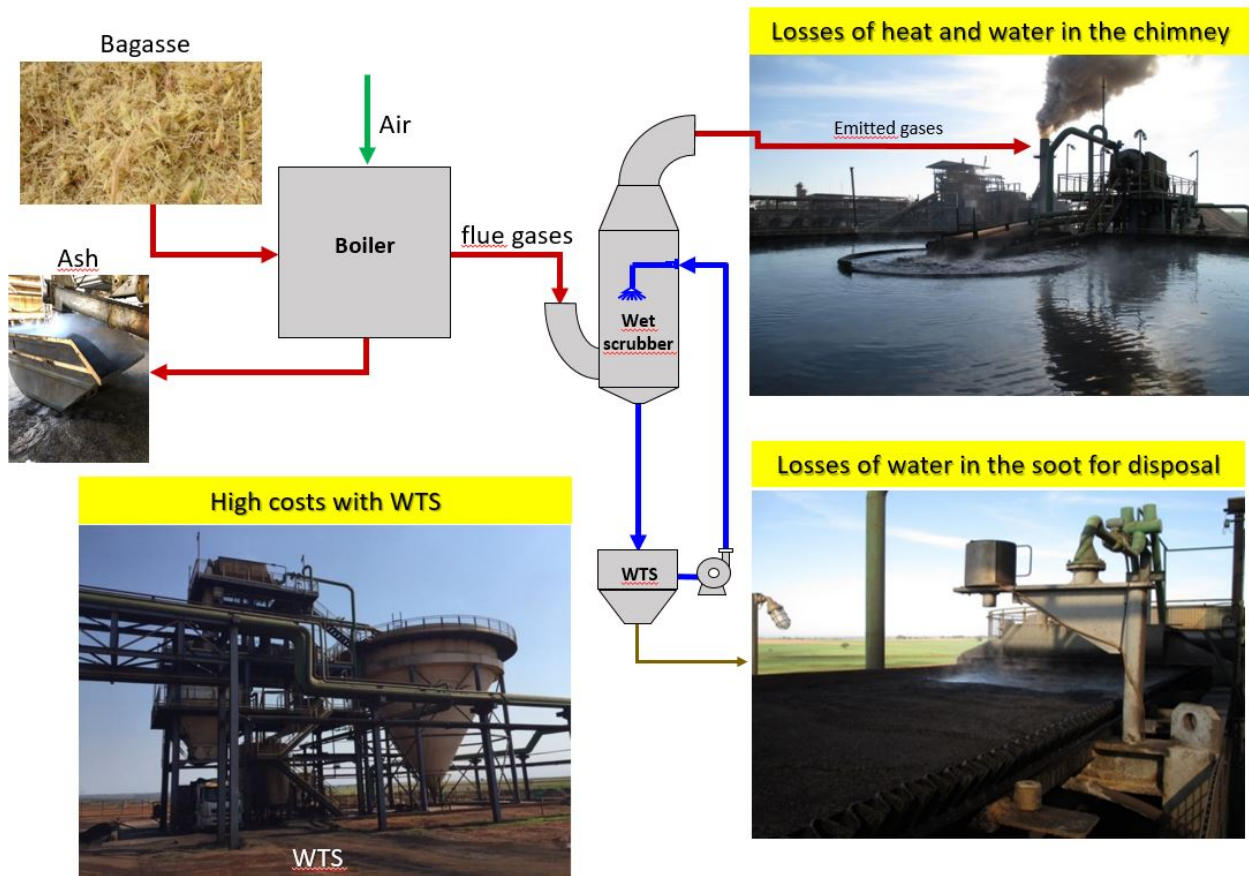 Bagasse
Losses of heat and water in the chimney
Air
Emitted gases
Boiler
flue gases
Ash
Wet
scrubber
Losses of water in the soot for disposal
High costs with WTS
WTS
WTS